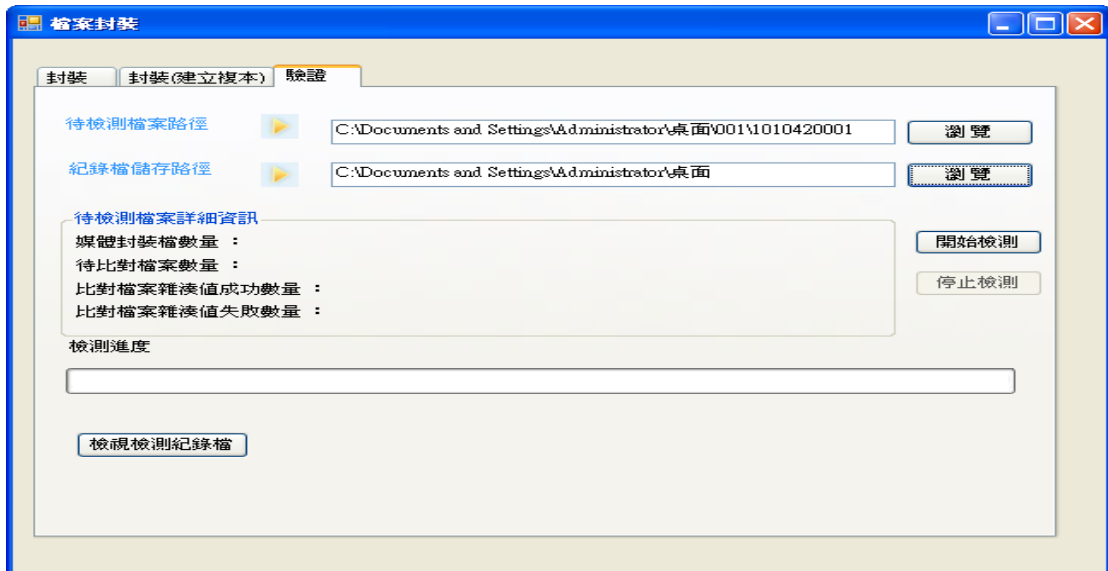 檔案封裝
封裝 封裝(建立複本) 驗證
待檢測檔案路徑 C:\Documents and Settings\Administrator\桌面\001\1010420001 瀏覽
紀錄檔儲存路徑 C:\Documents and Settings\Administrator\桌面 瀏覽
待檢測檔案詳細資訊
媒體封裝檔數量 : 開始檢測
待比對檔案數量 :
比對檔案雜湊值成功數量 : 停止檢測
比對檔案雜湊值失敗數量 :
檢測進度
檢視檢測紀錄檔